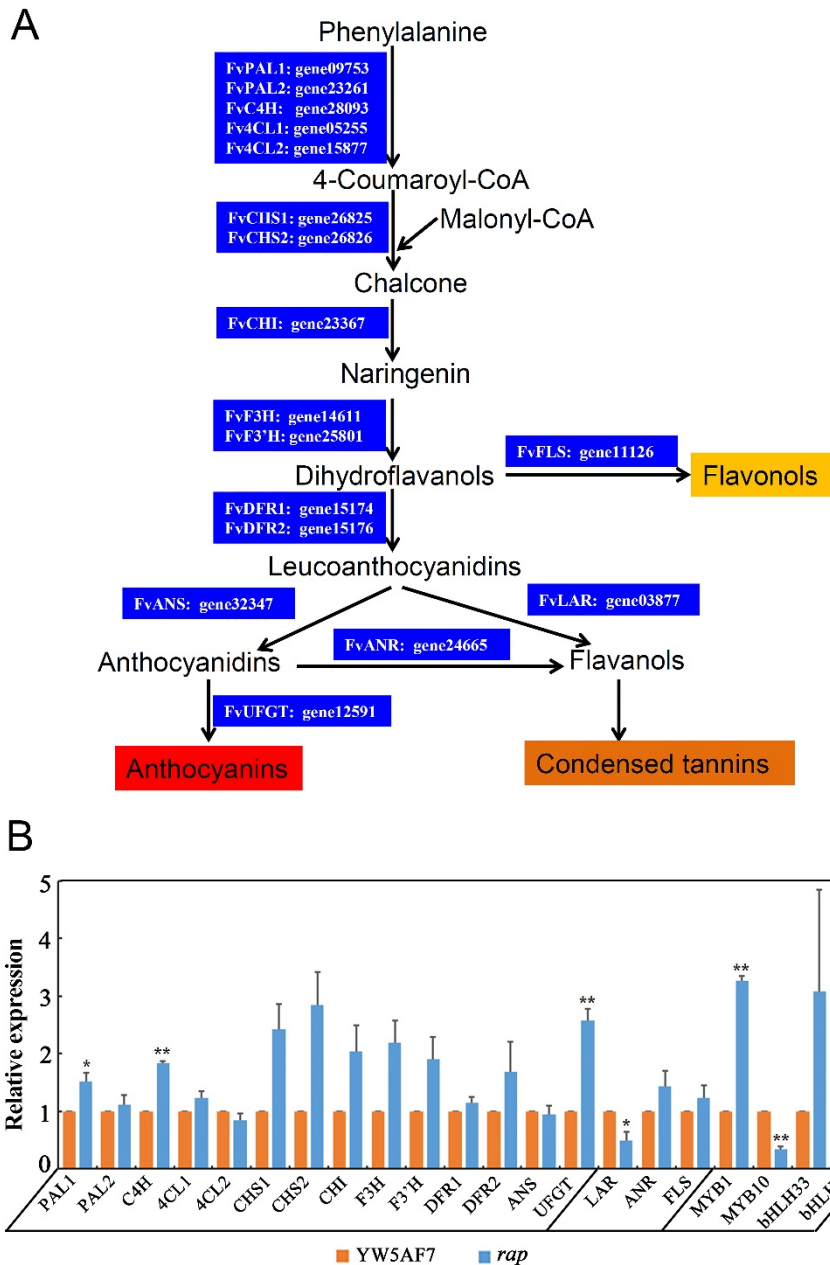 A
Phenylalanine
FvPAL1: gene09753
FvPAL2: gene23261
FvC4H: gene28093
Fv4CL1: gene05255
Fv4CL2: gene15877
4-Coumaroyl-CoA
FvCHS1: gene26825
FvCHS2: gene26826
Malonyl-CoA
Chalcone
FvCHI: gene23367
Naringenin
FvF3H: gene14611
FvF3'H: gene25801
FvFLS: gene11126
Dihydroflavanols
Flavonols
FvDFR1: gene15174
FvDFR2: gene15176
Leucoanthocyanidins
FvANS: gene32347
FvLAR: gene03877
FvANR: gene24665
Anthocyanidins
Flavanols
FvUFGT: gene12591
Anthocyanins
Condensed tannins
B
Relative expression
5
4
3
2
1
0
*
**
**
*
**
**
PAL1
PAL2
C4H
4CL1
4CL2
CHS1
CHS2
CHI
F3H
F3'H
DFR1
DFR2
ANS
UFGT
LAR
ANR
FLS
MYB1
MYB10
bHLH33
bHLH
YW5AF7
rap